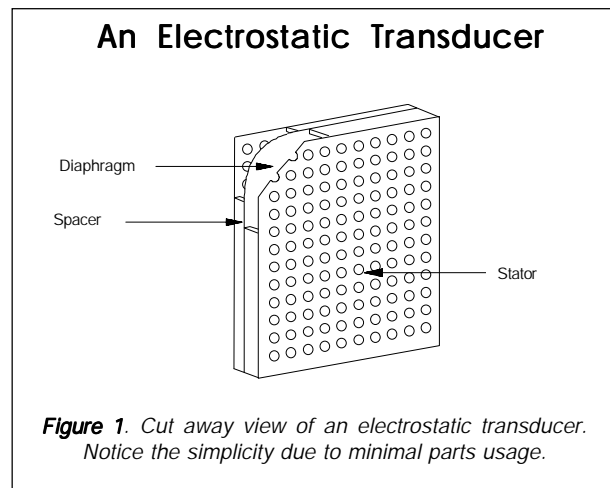 An Electrostatic Transducer
Diaphragm
Spacer
Stator
Figure 1. Cut away view of an electrostatic transducer.
Notice the simplicity due to minimal parts usage.